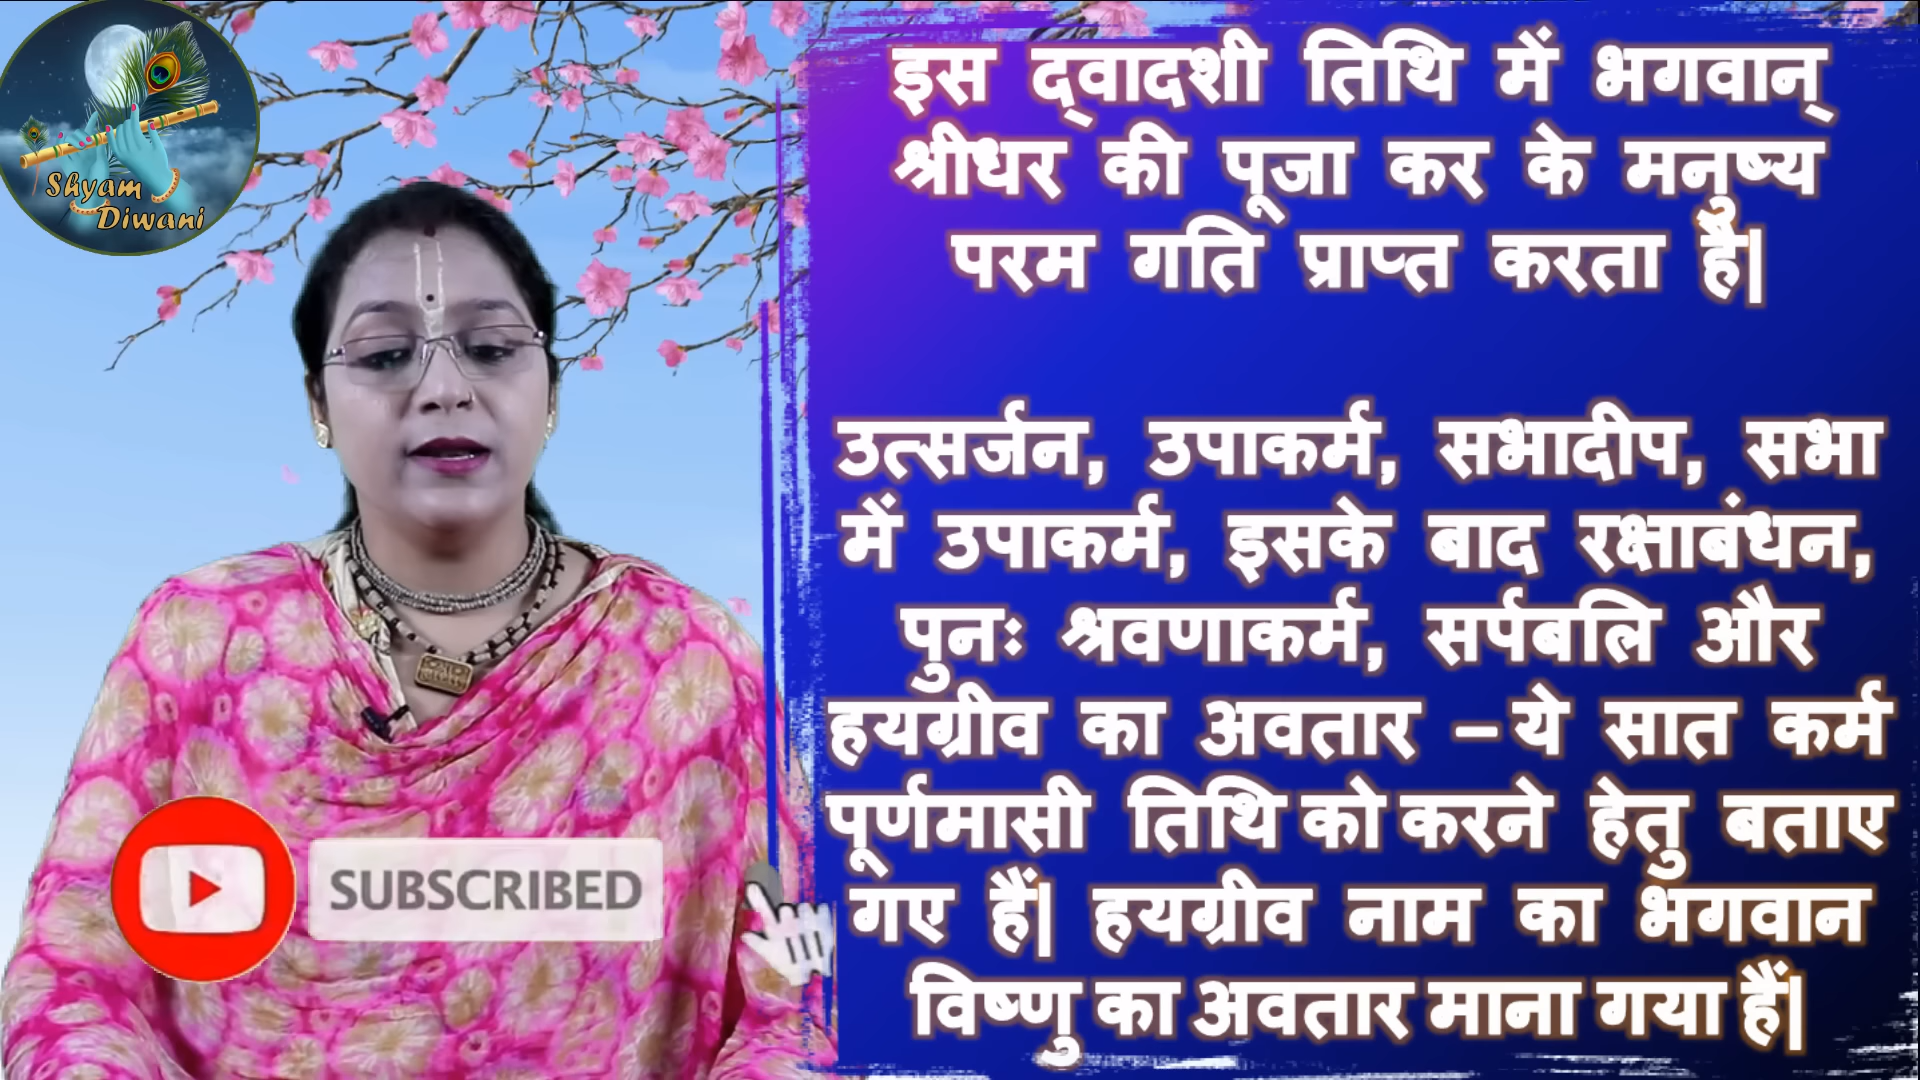 Shyam
Diwani
इस द्वादशी तिथि में भगवान्
श्रीधर की पूजा कर के मनुष्य
परम गति प्राप्त करता है|
उत्सर्जन, उपाकर्म, सभादीप, सभा
में उपाकर्म, इसके बाद रक्षाबंधन,
पुनः श्रवणाकर्म, सर्पबलि और
हयग्रीव का अवतार – ये सात कर्म
पूर्णमासी तिथि को करने हेतु बताए
गए हैं| हयग्रीव नाम का भगवान
विष्णु का अवतार माना गया हैं|
SUBSCRIBED